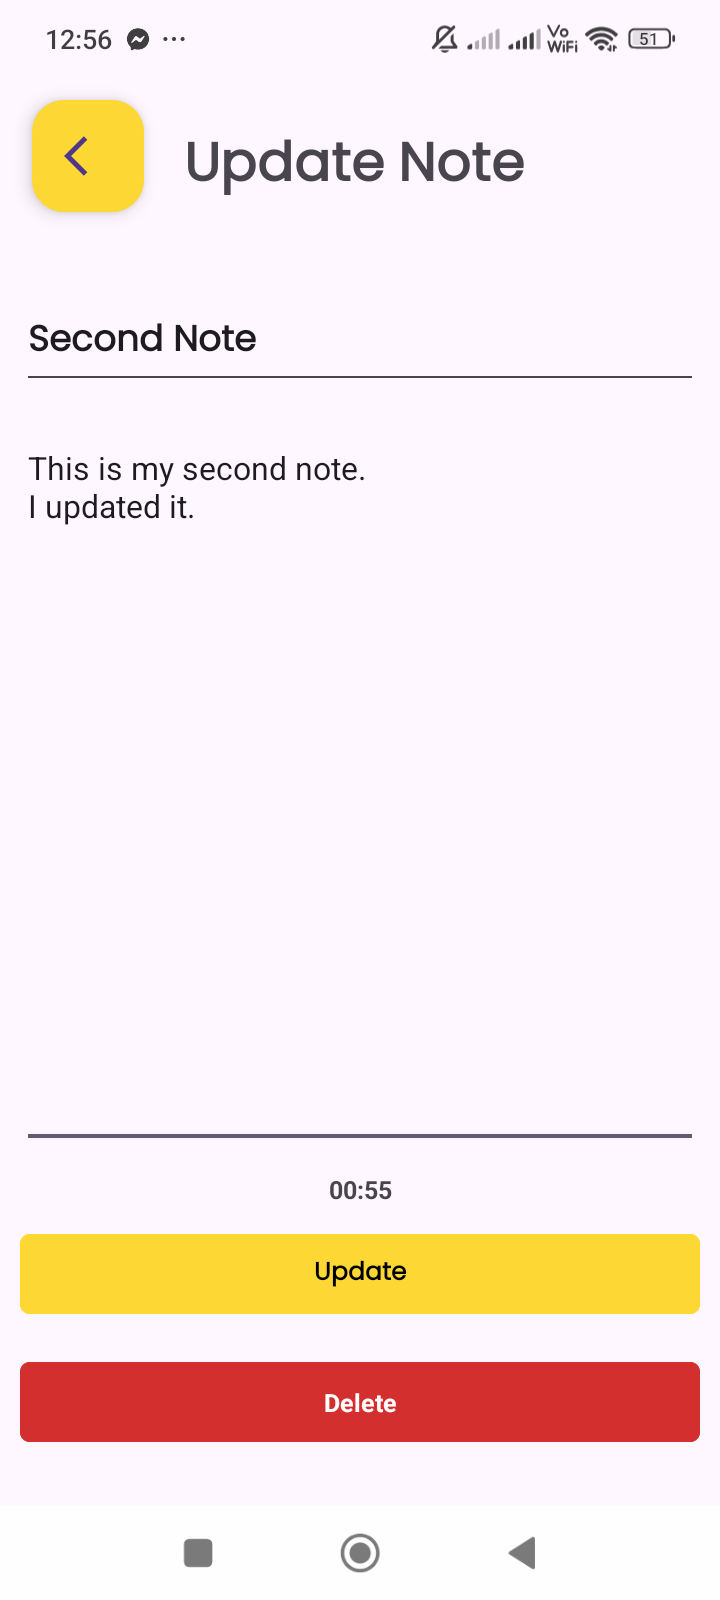 12:56 ... Vo WiFi 51
Update Note
Second Note
This is my second note.
I updated it.
00:55
Update
Delete